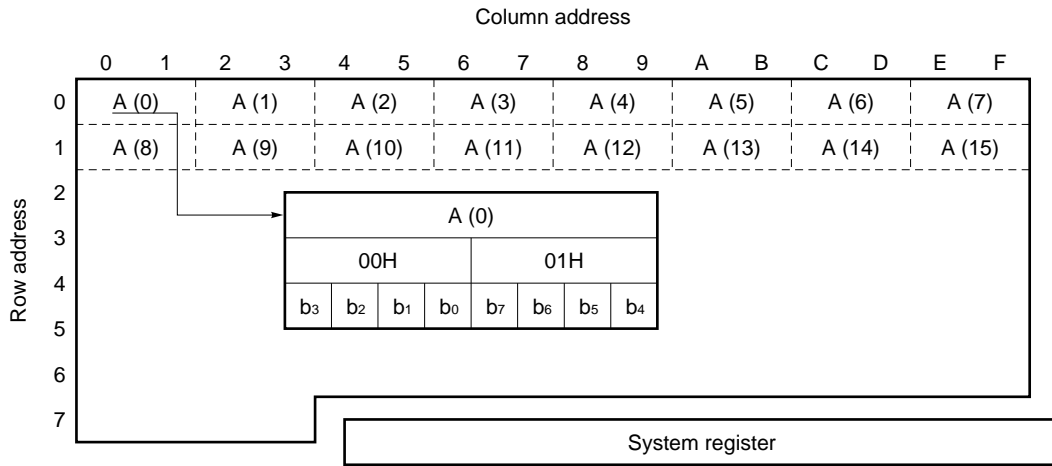 Column address
0 1 2 3 4 5 6 7 8 9 A B C D E F
0 A (0) A (1) A (2) A (3) A (4) A (5) A (6) A (7)
1 A (8) A (9) A (10) A (11) A (12) A (13) A (14) A (15)
2
A (0)
3
00H 01H
4
b3 b2 b1 b0 b7 b6 b5 b4
5
6
7
Row address
System register